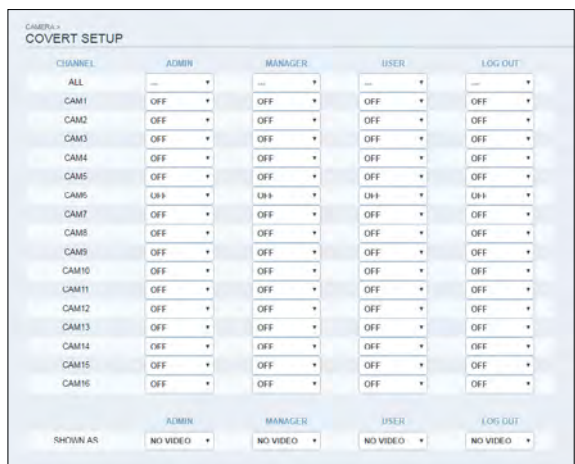 CAMERA >
COVERT SETUP
CHANNEL ADMIN MANAGER USER LOG OUT
ALL --- --- --- ---
CAM1 OFF OFF OFF OFF
CAM2 OFF OFF OFF OFF
CAM3 OFF OFF OFF OFF
CAM4 OFF OFF OFF OFF
CAM5 OFF OFF OFF OFF
CAM6 OFF OFF OFF OFF
CAM7 OFF OFF OFF OFF
CAM8 OFF OFF OFF OFF
CAM9 OFF OFF OFF OFF
CAM10 OFF OFF OFF OFF
CAM11 OFF OFF OFF OFF
CAM12 OFF OFF OFF OFF
CAM13 OFF OFF OFF OFF
CAM14 OFF OFF OFF OFF
CAM15 OFF OFF OFF OFF
CAM16 OFF OFF OFF OFF
ADMIN MANAGER USER LOG OUT
SHOWN AS NO VIDEO NO VIDEO NO VIDEO NO VIDEO